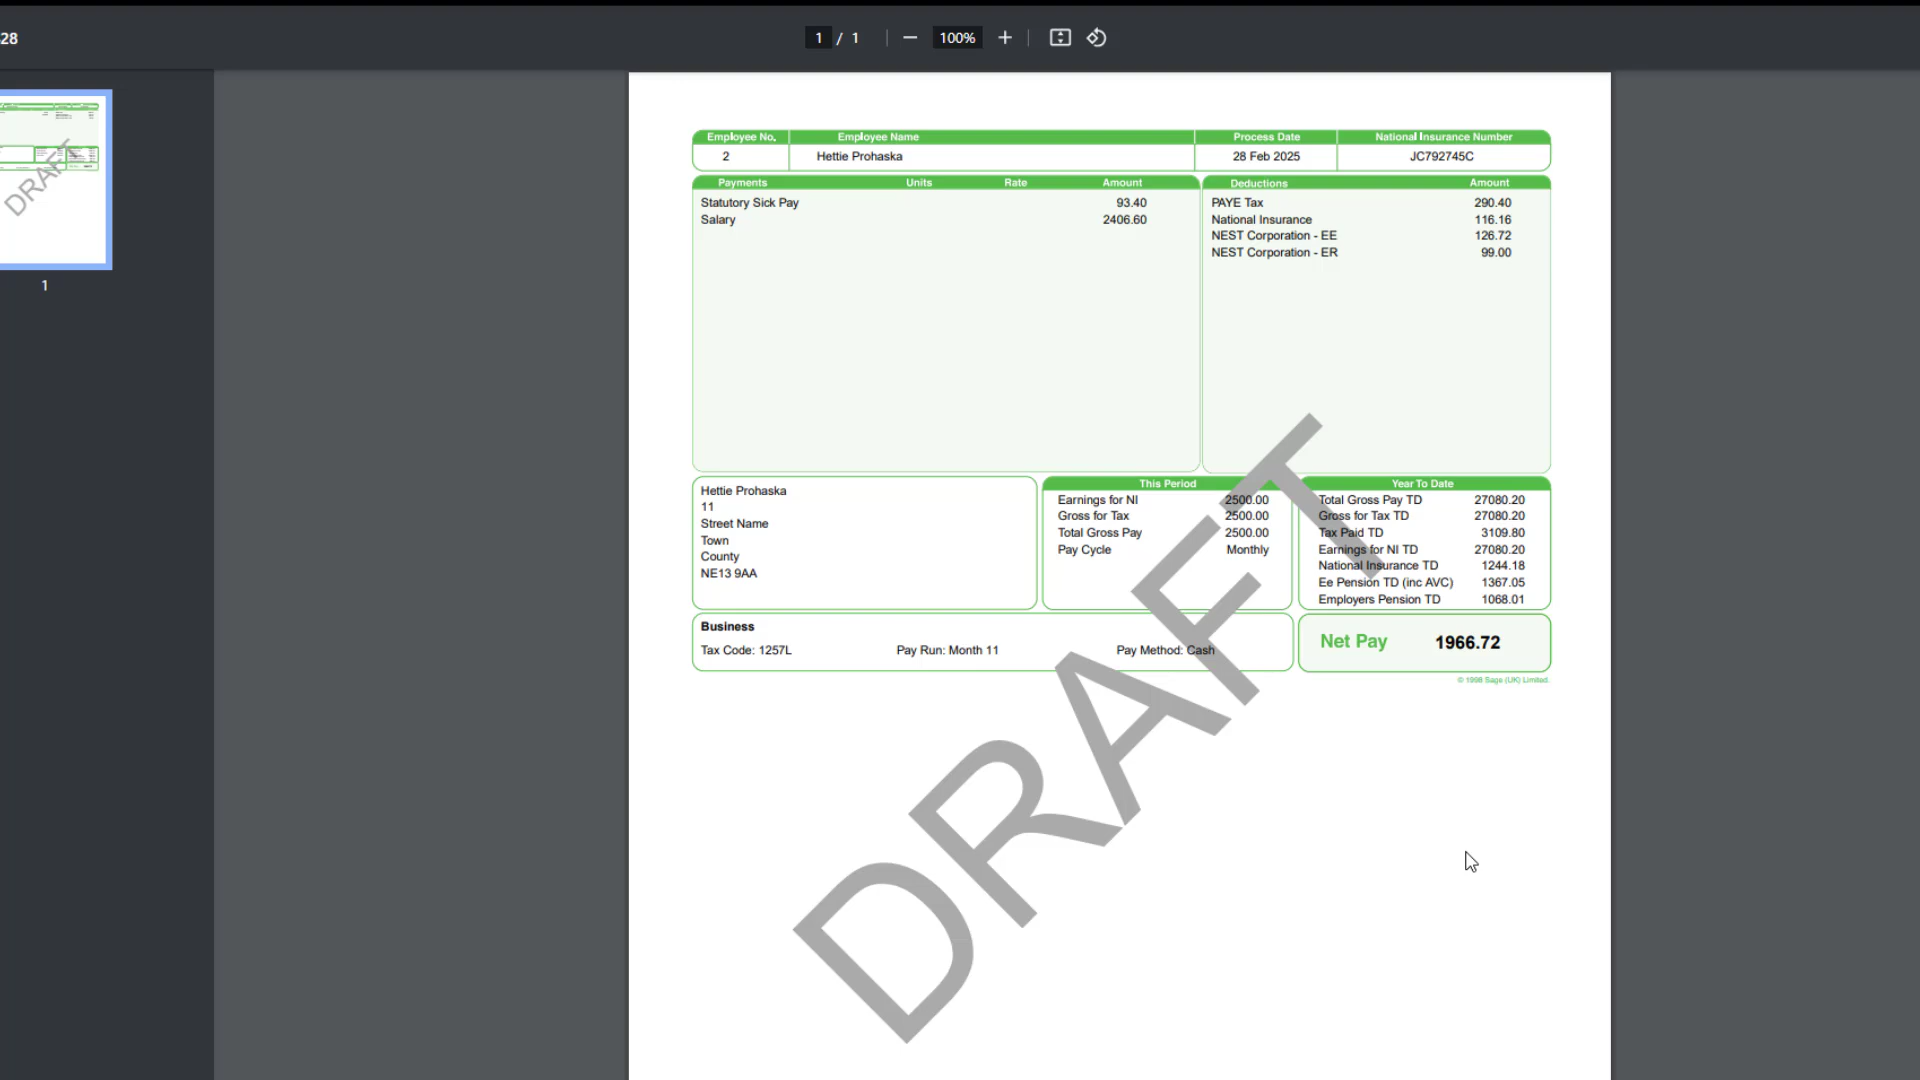 28
1 / 1 100%
1
Employee No. Employee Name Process Date National Insurance Number
2 Hettie Prohaska 28 Feb 2025 JC792745C
Payments Units Rate Amount Deductions Amount
Statutory Sick Pay 93.40 PAYE Tax 290.40
Salary 2406.60 National Insurance 116.16
NEST Corporation - EE 126.72
NEST Corporation - ER 99.00
Hettie Prohaska
11
Street Name
Town
County
NE13 9AA
This Period
Earnings for NI 2500.00
Gross for Tax 2500.00
Total Gross Pay 2500.00
Pay Cycle Monthly
Year To Date
Total Gross Pay TD 27080.20
Gross for Tax TD 27080.20
Tax Paid TD 3109.80
Earnings for NI TD 27080.20
National Insurance TD 1244.18
Ee Pension TD (inc AVC) 1367.05
Employers Pension TD 1068.01
Business
Tax Code: 1257L Pay Run: Month 11 Pay Method: Cash
Net Pay 1966.72
© 1998 Sage (UK) Limited.
DRAFT
DRAFT